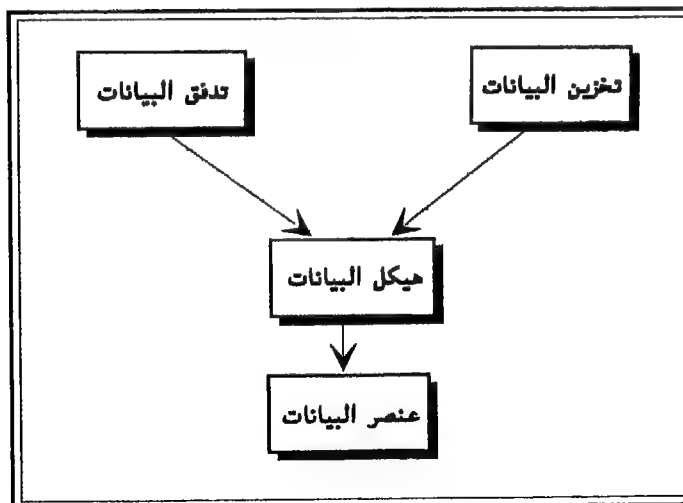 تخزين البيانات
تدفق البيانات
هيكل البيانات
عنصر البيانات